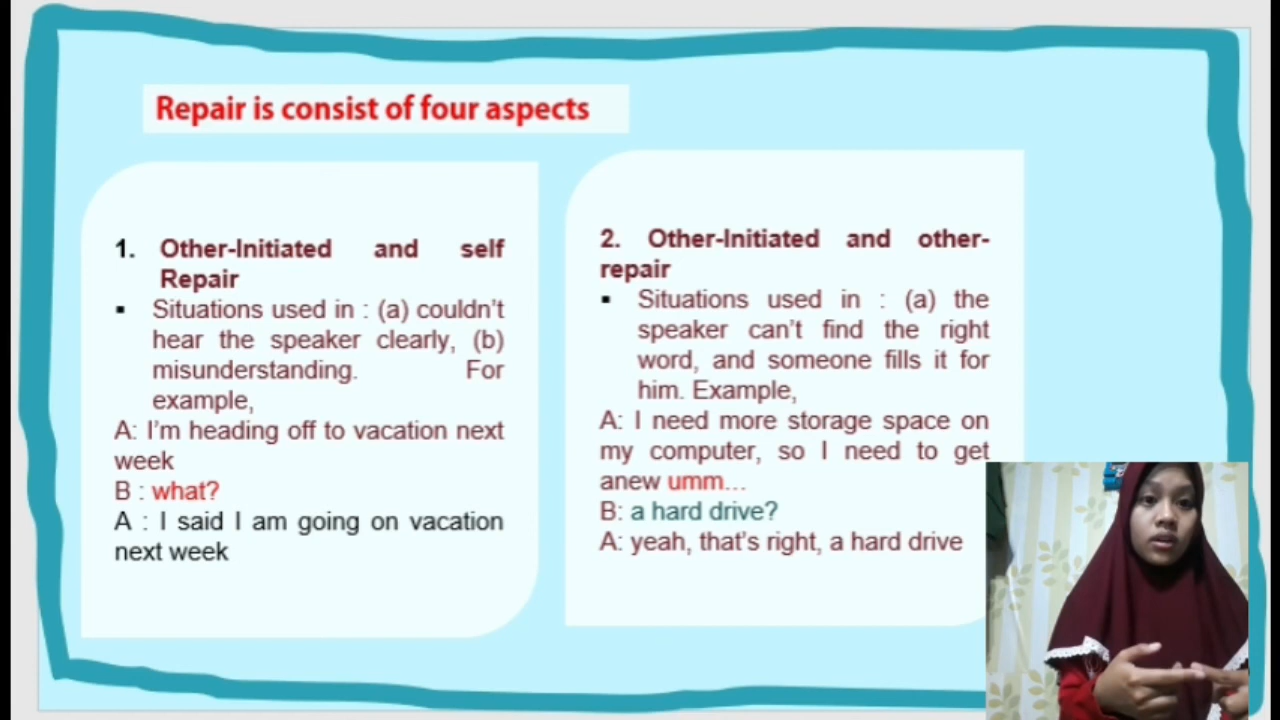 Repair is consist of four aspects
1. Other-Initiated and self
Repair
▪ Situations used in : (a) couldn't
hear the speaker clearly, (b)
misunderstanding. For
example,
A: I'm heading off to vacation next
week
B : what?
A : I said I am going on vacation
next week
2. Other-Initiated and other-
repair
▪ Situations used in : (a) the
speaker can't find the right
word, and someone fills it for
him. Example,
A: I need more storage space on
my computer, so I need to get
anew umm...
B: a hard drive?
A: yeah, that's right, a hard drive